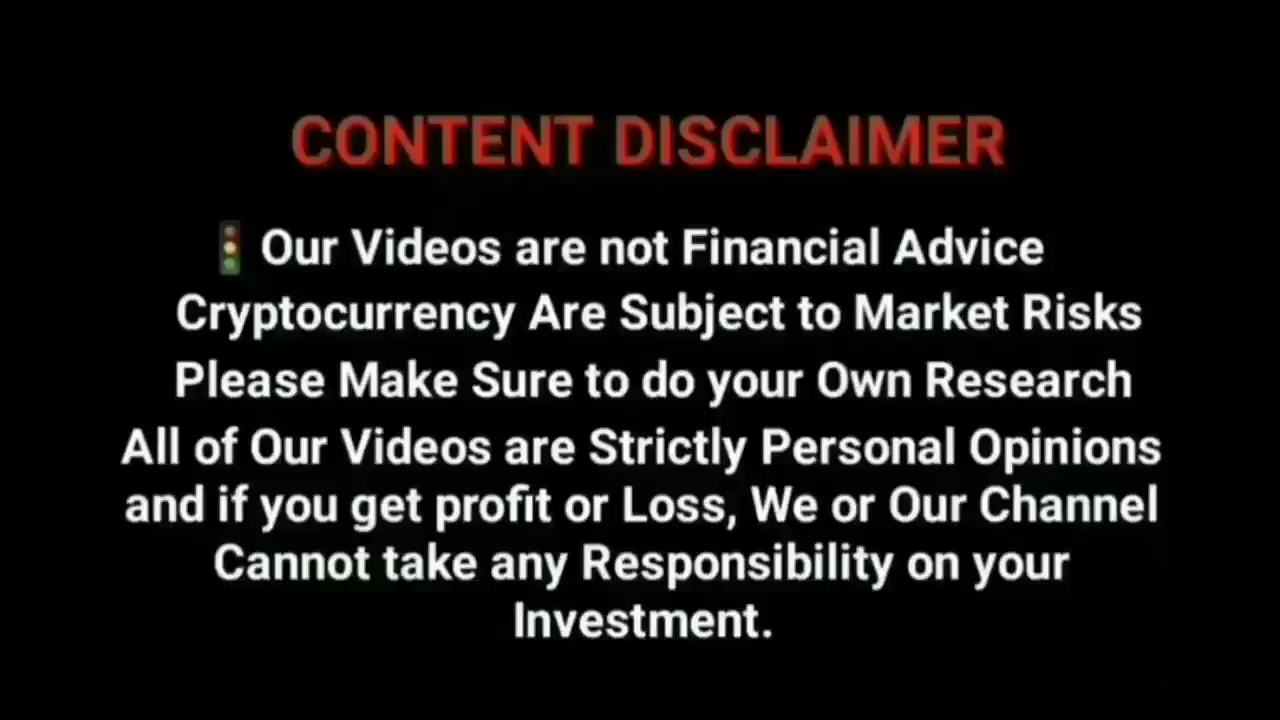 CONTENT DISCLAIMER
🚦 Our Videos are not Financial Advice
Cryptocurrency Are Subject to Market Risks
Please Make Sure to do your Own Research
All of Our Videos are Strictly Personal Opinions
and if you get profit or Loss, We or Our Channel
Cannot take any Responsibility on your
Investment.